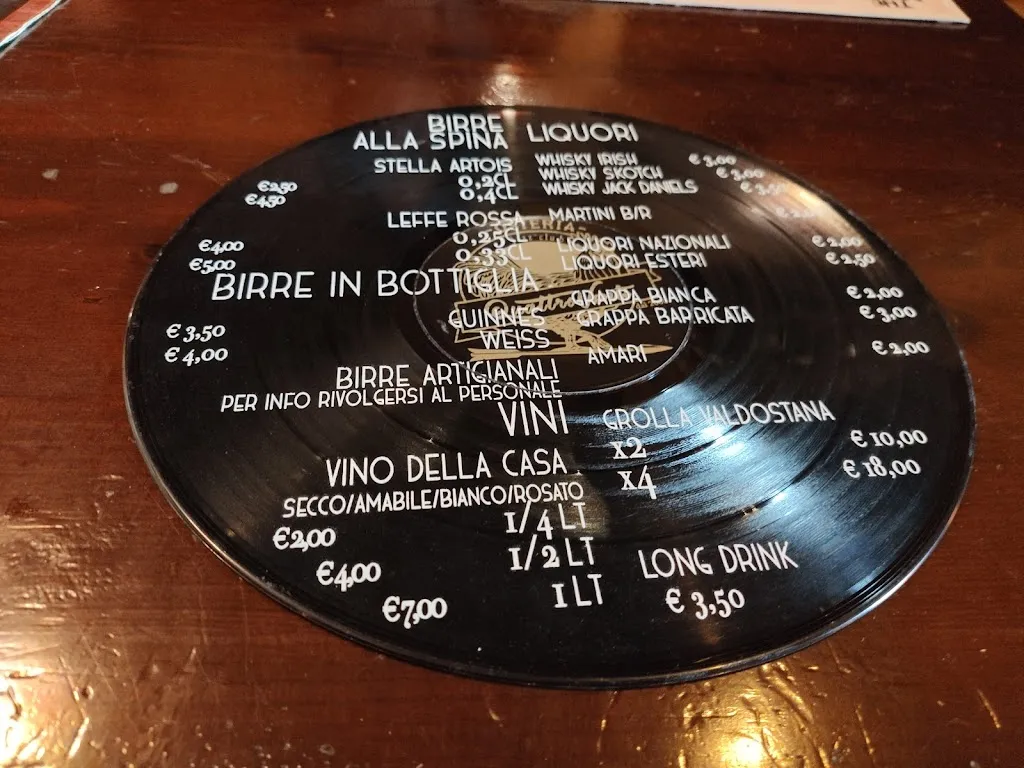 BIRRE
ALLA SPINA
STELLA ARTOIS
0,2CL €2,50
0,4CL €4,50
LEFFE ROSSA
0,25CL €4,00
0,33CL €5,00
BIRRE IN BOTTIGLIA
GUINNES €3,50
WEISS €4,00
BIRRE ARTIGIANALI
PER INFO RIVOLGERSI AL PERSONALE
VINI
VINO DELLA CASA
SECCO/AMABILE/BIANCO/ROSATO
1/4 LT €2,00
1/2 LT €4,00
1 LT €7,00
LIQUORI
WHISKY IRISH € 3,00
WHISKY SKOTCH € 3,00
WHISKY JACK DANIELS € 3,50
MARTINI B/R
LIQUORI NAZIONALI € 2,00
LIQUORI ESTERI € 2,50
GRAPPA BIANCA € 2,00
GRAPPA BARRICATA € 3,00
AMARI € 2,00
GROLLA VALDOSTANA
x2 € 10,00
x4 € 18,00
LONG DRINK
€ 3,50